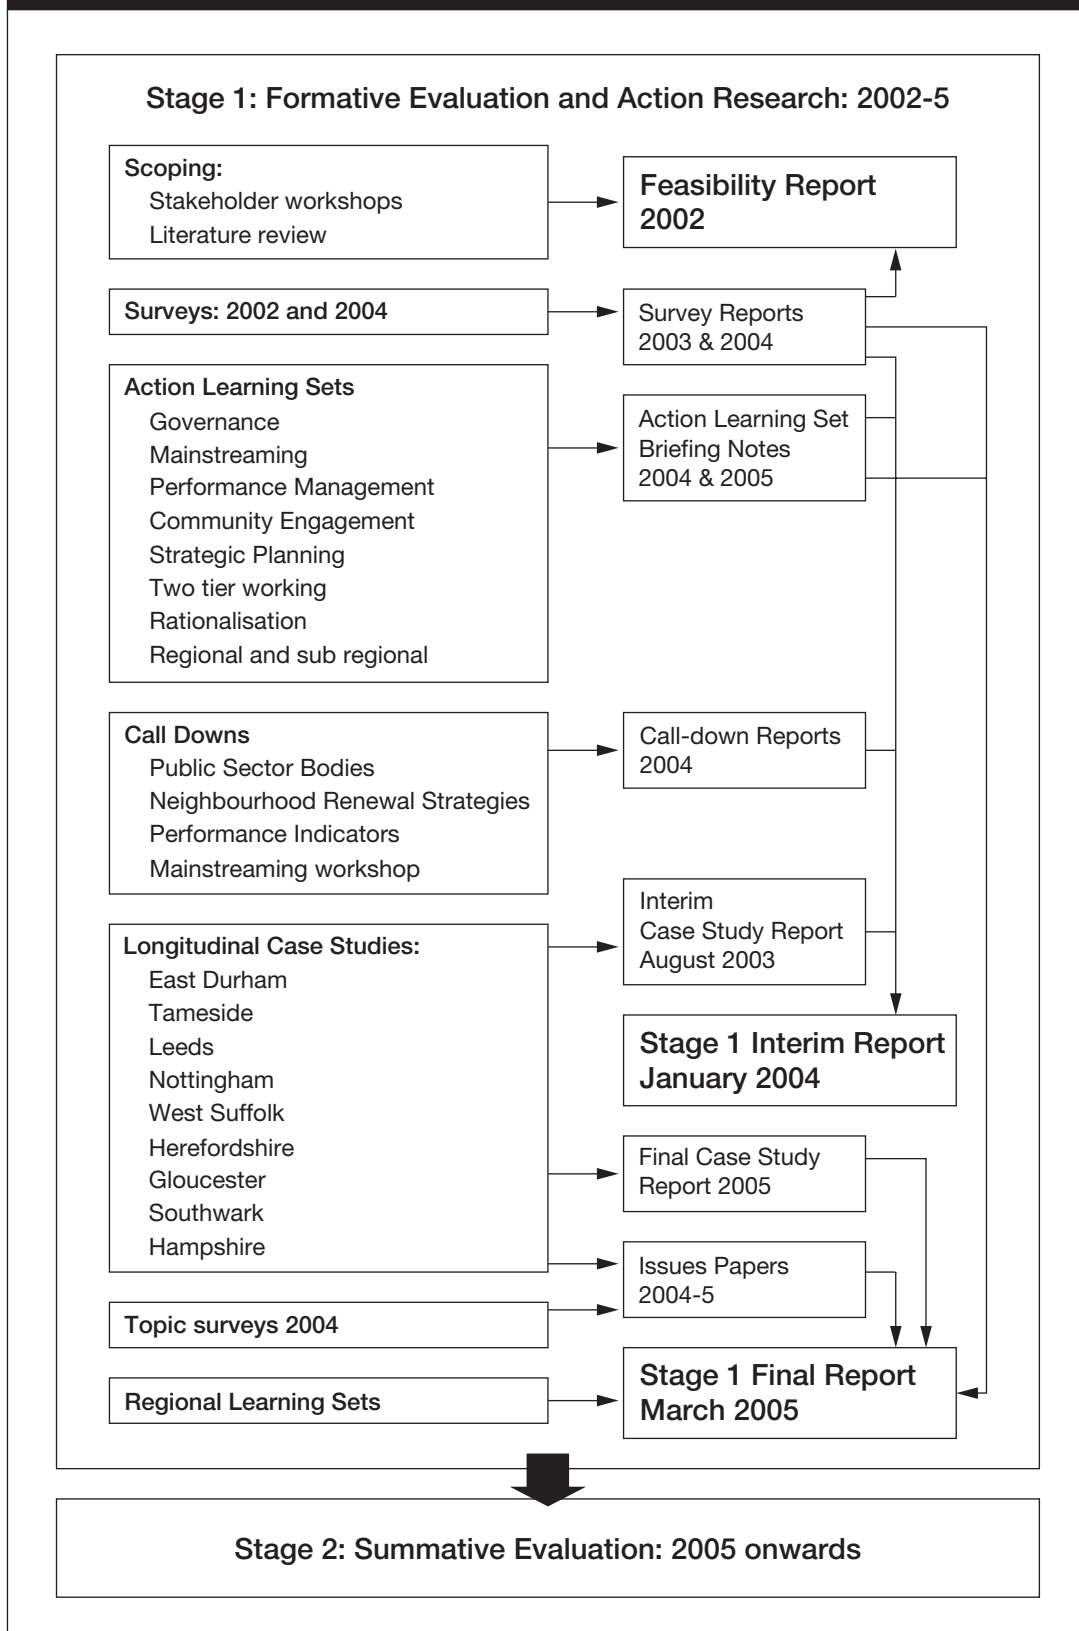 Stage 1: Formative Evaluation and Action Research: 2002-5
Scoping:
Stakeholder workshops
Literature review
Feasibility Report
2002
Surveys: 2002 and 2004
Survey Reports
2003 & 2004
Action Learning Sets
Governance
Mainstreaming
Performance Management
Community Engagement
Strategic Planning
Two tier working
Rationalisation
Regional and sub regional
Action Learning Set
Briefing Notes
2004 & 2005
Call Downs
Public Sector Bodies
Neighbourhood Renewal Strategies
Performance Indicators
Mainstreaming workshop
Call-down Reports
2004
Longitudinal Case Studies:
East Durham
Tameside
Leeds
Nottingham
West Suffolk
Herefordshire
Gloucester
Southwark
Hampshire
Interim
Case Study Report
August 2003
Stage 1 Interim Report
January 2004
Final Case Study
Report 2005
Issues Papers
2004-5
Topic surveys 2004
Regional Learning Sets
Stage 1 Final Report
March 2005
Stage 2: Summative Evaluation: 2005 onwards